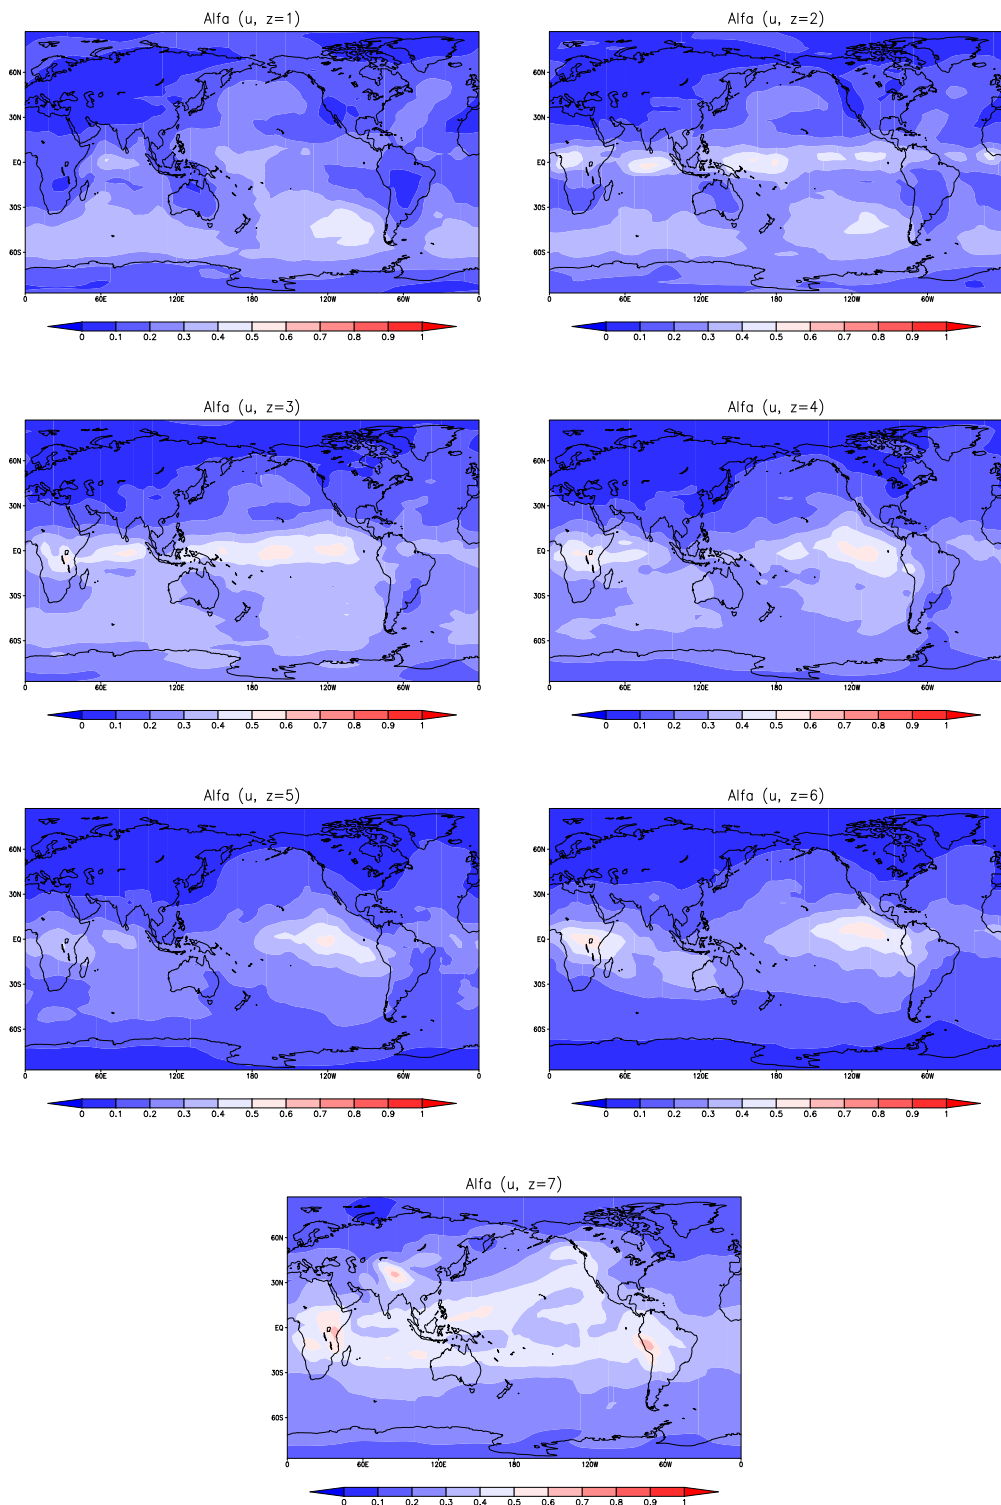 Alfa (u, z=1)
60N
30N
EQ
30S
60S
0 60E 120E 180 120W 60W 0
0 0.1 0.2 0.3 0.4 0.5 0.6 0.7 0.8 0.9 1
Alfa (u, z=2)
60N
30N
EQ
30S
60S
0 60E 120E 180 120W 60W
0 0.1 0.2 0.3 0.4 0.5 0.6 0.7 0.8 0.9 1
Alfa (u, z=3)
60N
30N
EQ
30S
60S
0 60E 120E 180 120W 60W 0
0 0.1 0.2 0.3 0.4 0.5 0.6 0.7 0.8 0.9 1
Alfa (u, z=4)
60N
30N
EQ
30S
60S
0 60E 120E 180 120W 60W
0 0.1 0.2 0.3 0.4 0.5 0.6 0.7 0.8 0.9 1
Alfa (u, z=5)
60N
30N
EQ
30S
60S
0 60E 120E 180 120W 60W 0
0 0.1 0.2 0.3 0.4 0.5 0.6 0.7 0.8 0.9 1
Alfa (u, z=6)
60N
30N
EQ
30S
60S
0 60E 120E 180 120W 60W
0 0.1 0.2 0.3 0.4 0.5 0.6 0.7 0.8 0.9 1
Alfa (u, z=7)
60N
30N
EQ
30S
60S
0 60E 120E 180 120W 60W 0
0 0.1 0.2 0.3 0.4 0.5 0.6 0.7 0.8 0.9 1